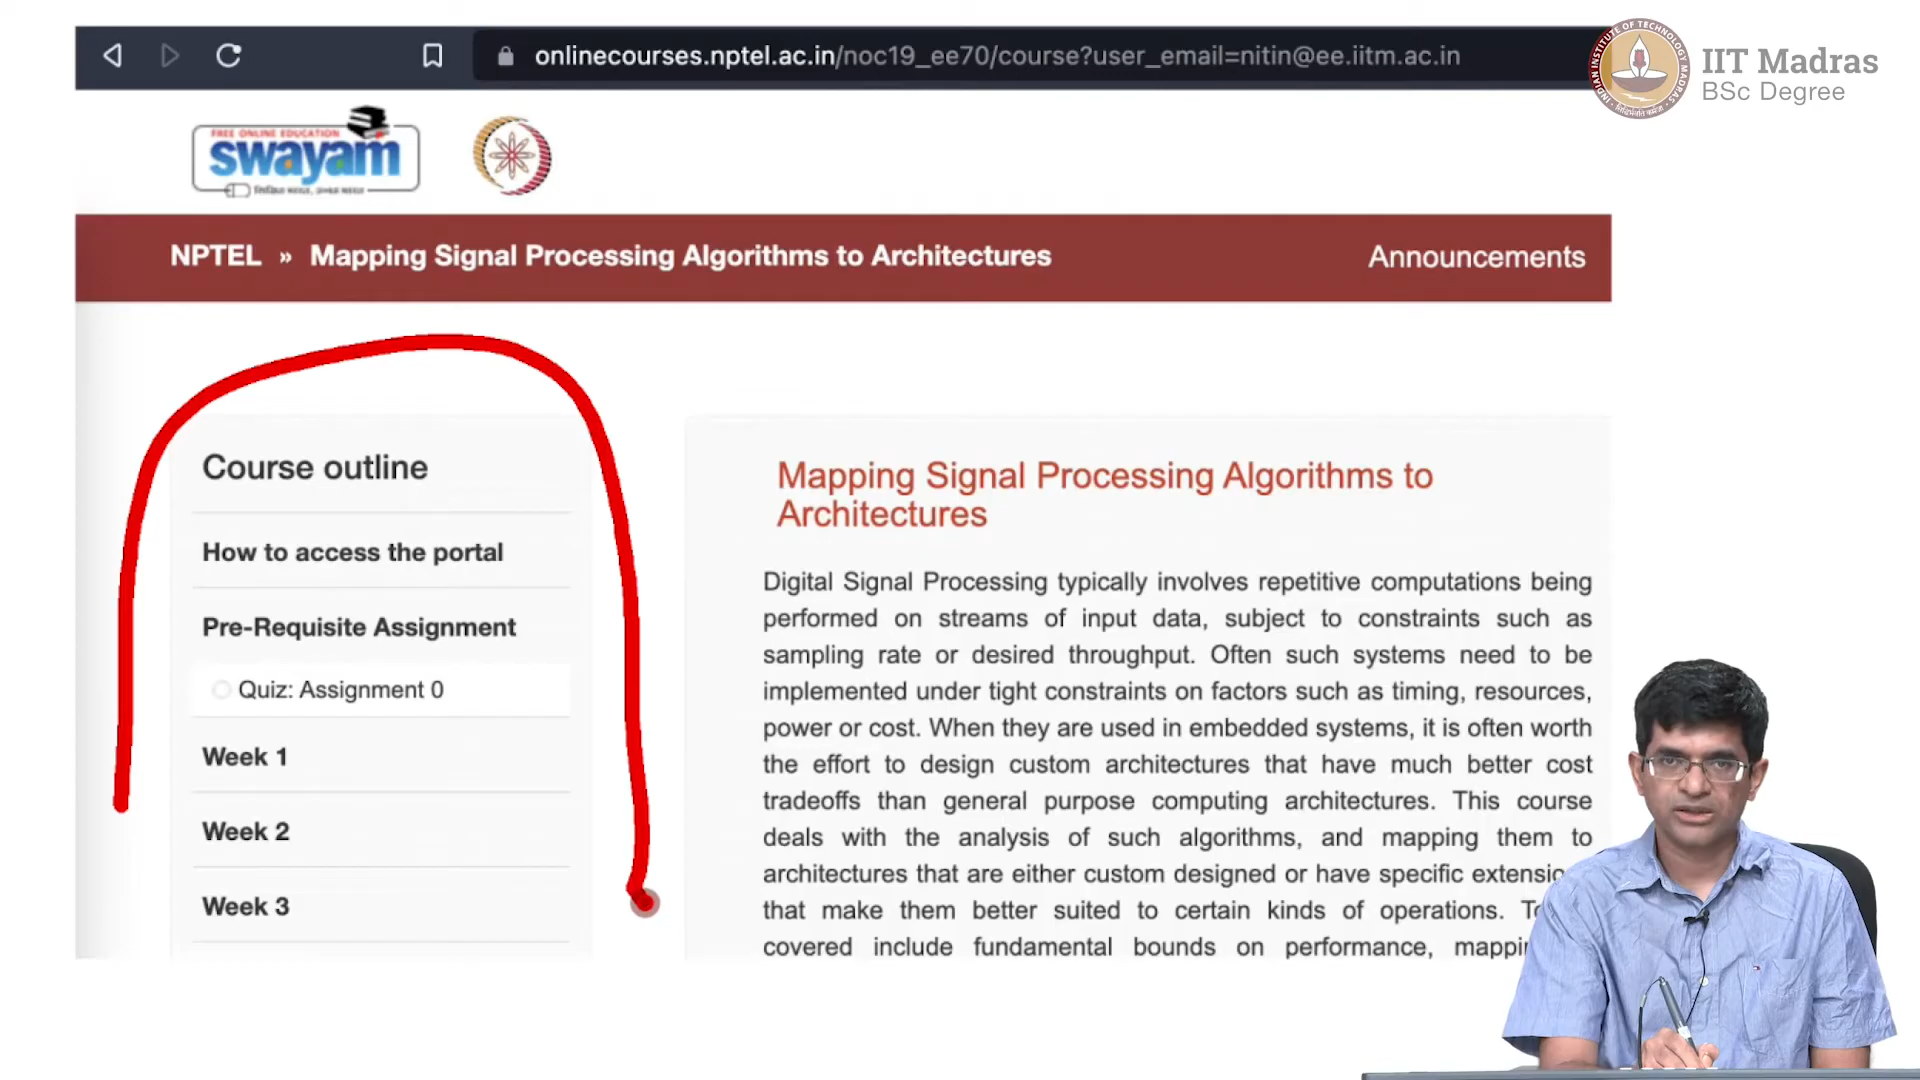 onlinecourses.nptel.ac.in/noc19_ee70/course?user_email=nitin@ee.iitm.ac.in
INDIAN INSTITUTE OF TECHNOLOGY MADRAS
IIT Madras
BSc Degree
FREE ONLINE EDUCATION
swayam
NPTEL » Mapping Signal Processing Algorithms to Architectures
Announcements
Course outline
How to access the portal
Pre-Requisite Assignment
Quiz: Assignment 0
Week 1
Week 2
Week 3
Mapping Signal Processing Algorithms to
Architectures
Digital Signal Processing typically involves repetitive computations being
performed on streams of input data, subject to constraints such as
sampling rate or desired throughput. Often such systems need to be
implemented under tight constraints on factors such as timing, resources,
power or cost. When they are used in embedded systems, it is often worth
the effort to design custom architectures that have much better cost
tradeoffs than general purpose computing architectures. This course
deals with the analysis of such algorithms, and mapping them to
architectures that are either custom designed or have specific extensio
that make them better suited to certain kinds of operations.
covered include fundamental bounds on performance,